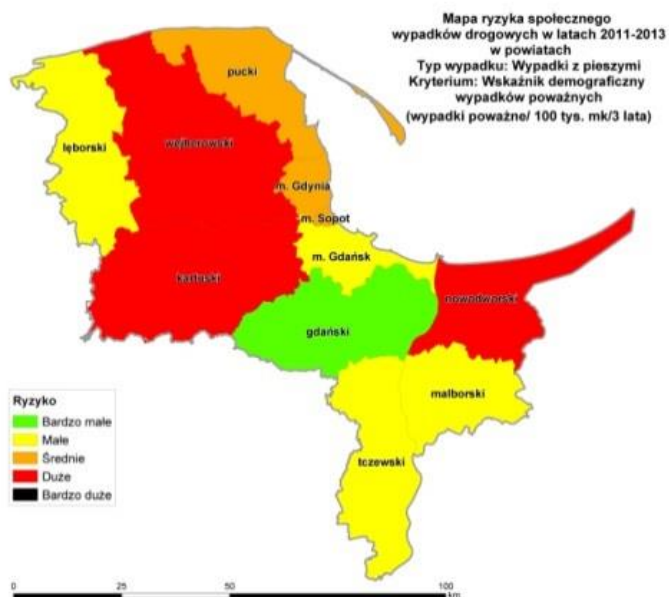 Mapa ryzyka społecznego
wypadków drogowych w latach 2011-2013
w powiatach
Typ wypadku: Wypadki z pieszymi
Kryterium: Wskaźnik demograficzny
wypadków poważnych
(wypadki poważne/ 100 tys. mk/3 lata)
pucki
wejherowski
lęborski
m. Gdynia
m. Sopot
m. Gdańsk
kartuski
nowodworski
gdański
malborski
tczewski
Ryzyko
Bardzo małe
Małe
Średnie
Duże
Bardzo duże
0 25 50 100
km